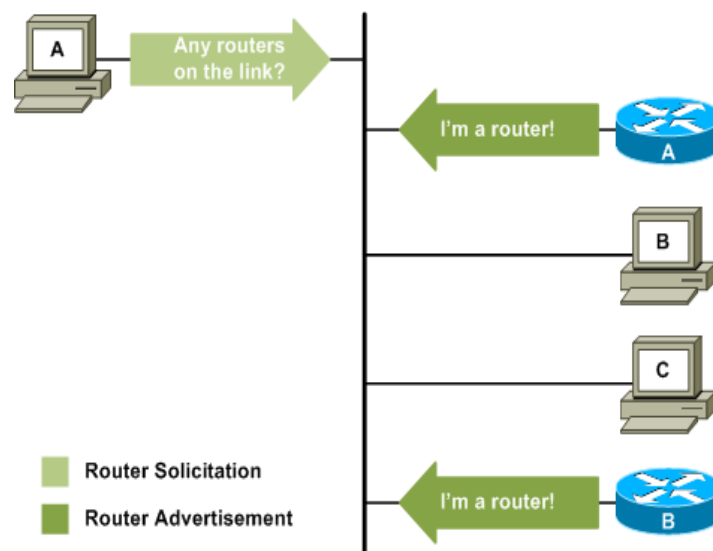 A
Any routers
on the link?
I'm a router!
A
B
C
I'm a router!
B
Router Solicitation
Router Advertisement